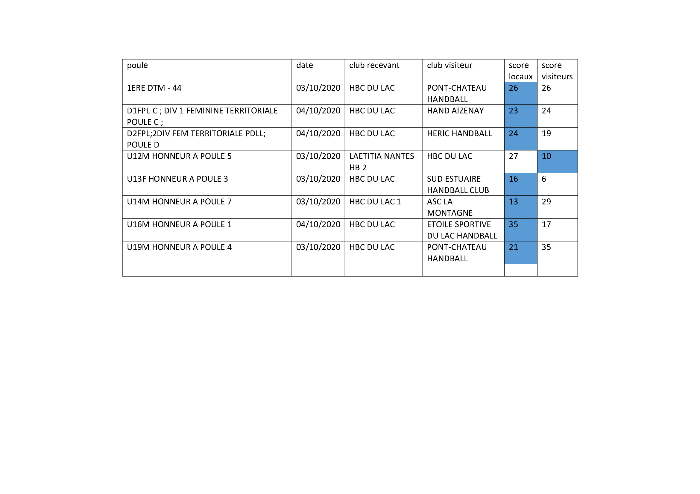 poule date club recevant club visiteur score score
locaux visiteurs
1ERE DTM - 44 03/10/2020 HBC DU LAC PONT-CHATEAU 26 26
HANDBALL
D1FPL C ; DIV 1 FEMININE TERRITORIALE 04/10/2020 HBC DU LAC HAND AIZENAY 23 24
POULE C ;
D2FPL;2DIV FEM TERRITORIALE PDLL; 04/10/2020 HBC DU LAC HERIC HANDBALL 24 19
POULE D
U12M HONNEUR A POULE 5 03/10/2020 LAETITIA NANTES HBC DU LAC 27 10
HB 2
U13F HONNEUR A POULE 3 03/10/2020 HBC DU LAC SUD ESTUAIRE 16 6
HANDBALL CLUB
U14M HONNEUR A POULE 7 03/10/2020 HBC DU LAC 1 ASC LA 13 29
MONTAGNE
U16M HONNEUR A POULE 1 04/10/2020 HBC DU LAC ETOILE SPORTIVE 35 17
DU LAC HANDBALL
U19M HONNEUR A POULE 4 03/10/2020 HBC DU LAC PONT-CHATEAU 21 35
HANDBALL